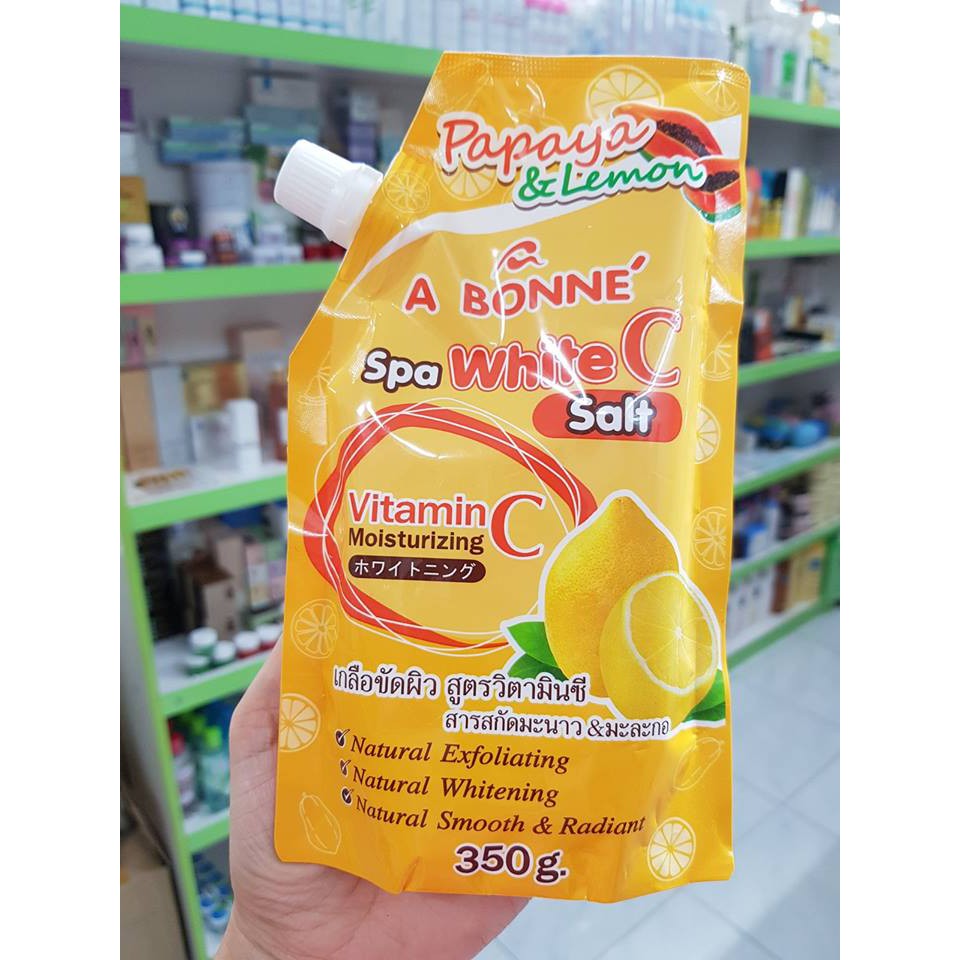 Papaya
& Lemon
A BONNÉ
Spa White C
Salt
Vitamin C
Moisturizing
ホワイトニング
เกลือขัดผิว สูตรวิตามินซี
สารสกัดมะนาว &มะละกอ
Natural Exfoliating
Natural Whitening
Natural Smooth & Radiant
350 g.